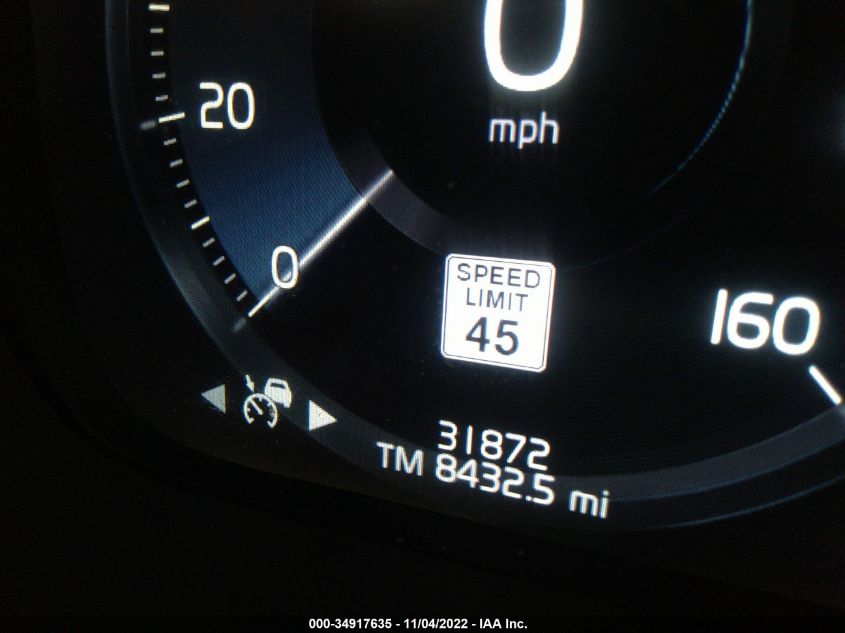 0
20
mph
0
SPEED
LIMIT
45
160
31872
TM 8432.5 mi
000-34917635 - 11/04/2022 - IAA Inc.